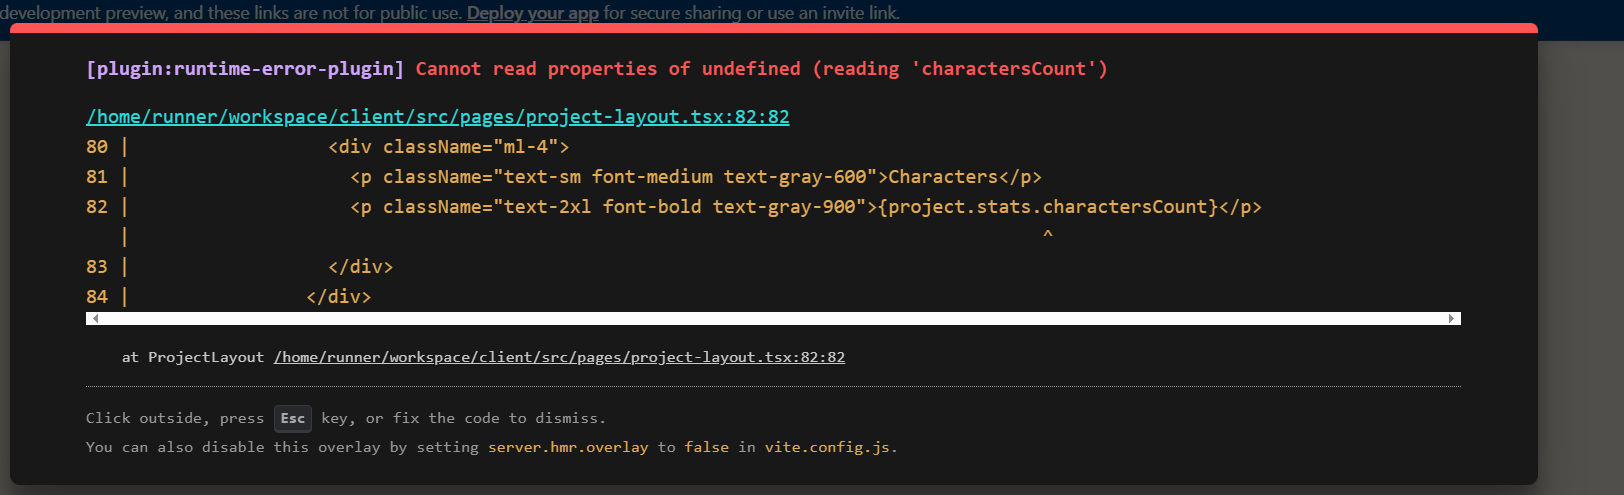 development preview, and these links are not for public use. Deploy your app for secure sharing or use an invite link.
[plugin:runtime-error-plugin] Cannot read properties of undefined (reading 'charactersCount')
/home/runner/workspace/client/src/pages/project-layout.tsx:82:82
80 |                  <div className="ml-4">
81 |                    <p className="text-sm font-medium text-gray-600">Characters</p>
82 |                    <p className="text-2xl font-bold text-gray-900">{project.stats.charactersCount}</p>
   |                                                                                   ^
83 |                  </div>
84 |                </div>
at ProjectLayout /home/runner/workspace/client/src/pages/project-layout.tsx:82:82
Click outside, press Esc key, or fix the code to dismiss.
You can also disable this overlay by setting server.hmr.overlay to false in vite.config.js.